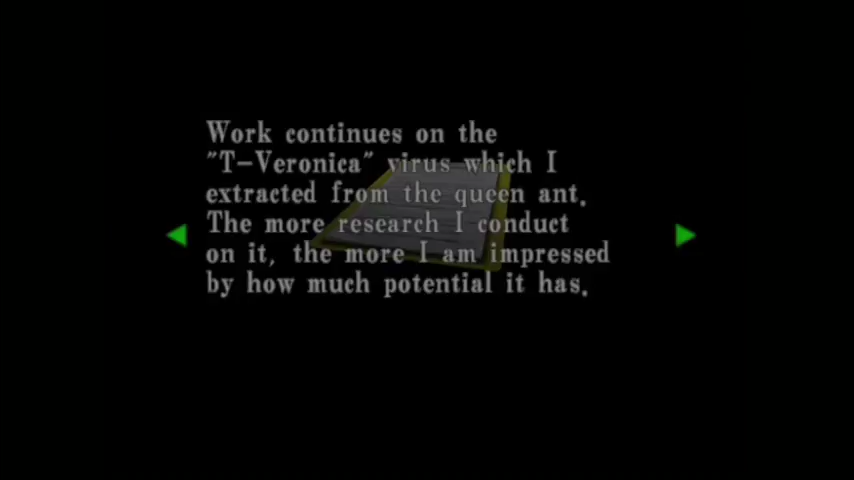 Work continues on the
"T-Veronica" virus which I
extracted from the queen ant.
The more research I conduct
on it, the more I am impressed
by how much potential it has.